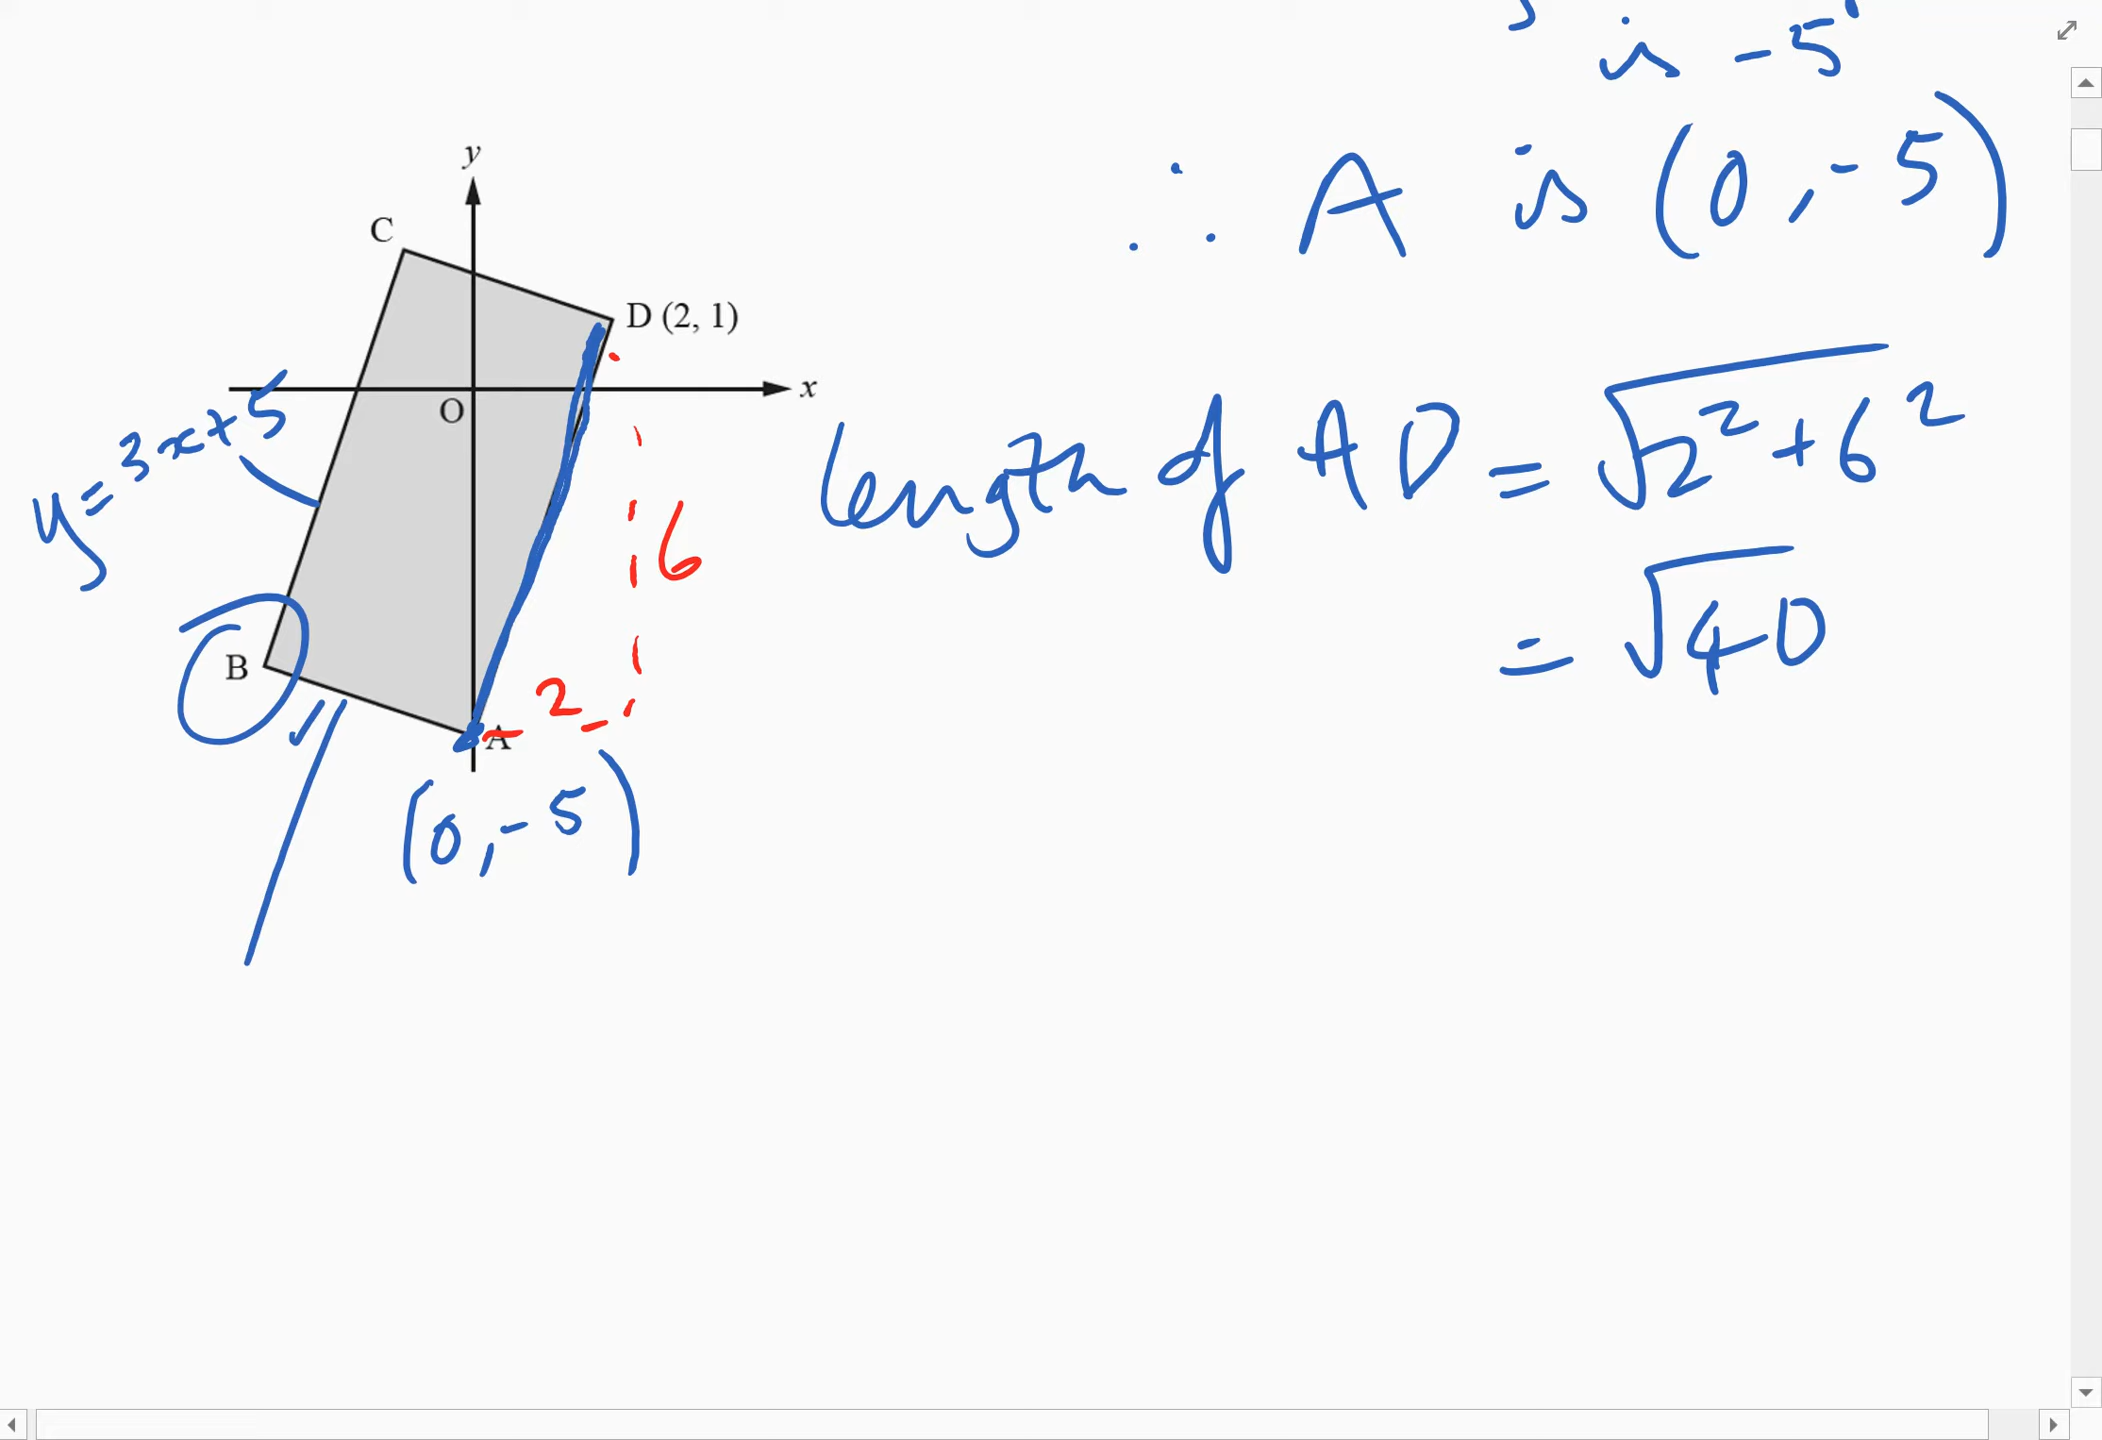 is -5
∴ A is (0, -5)
y
C
D (2, 1)
x
O
y = 3x + 5
length of AD = √2² + 6²
6
= √40
B
2
A
(0, -5)